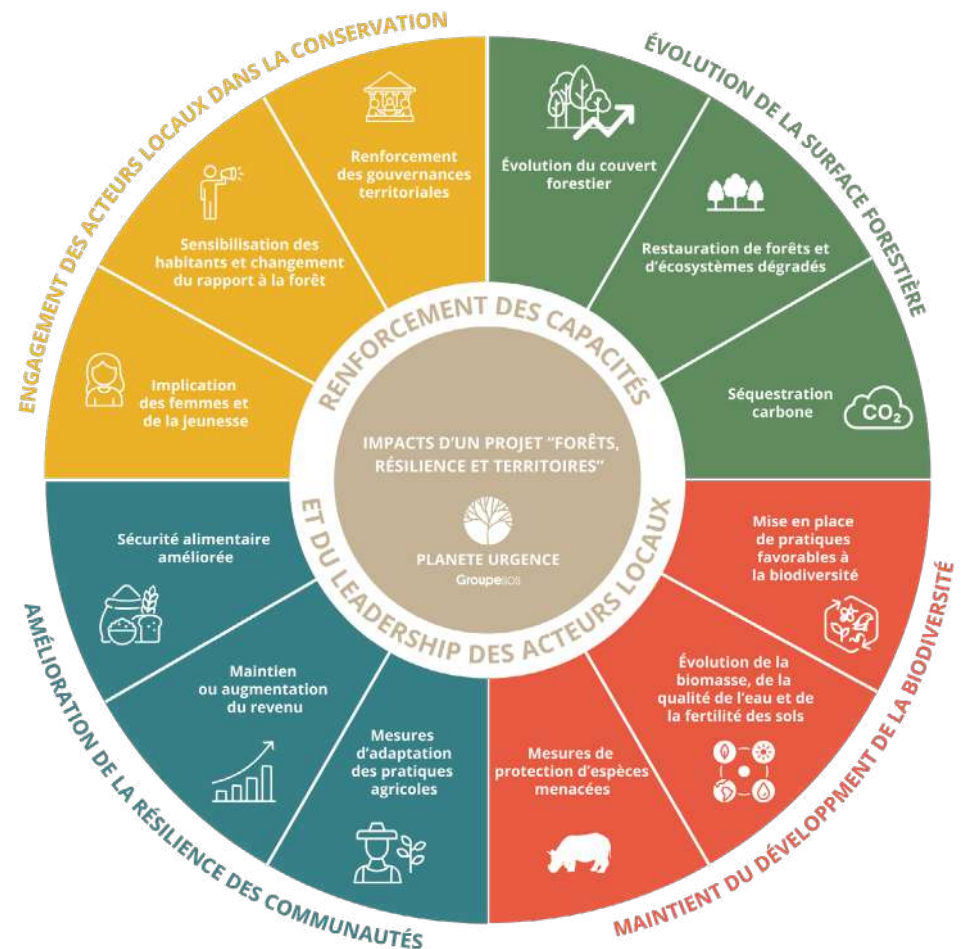 ENGAGEMENT DES ACTEURS LOCAUX DANS LA CONSERVATION
Renforcement
des gouvernances
territoriales
Sensibilisation des
habitants et changement
du rapport à la forêt
Implication
des femmes et
de la jeunesse
ÉVOLUTION DE LA SURFACE FORESTIÈRE
Évolution du couvert
forestier
Restauration de forêts et
d'écosystèmes dégradés
Séquestration
carbone
CO₂
RENFORCEMENT DES CAPACITÉS
ET DU LEADERSHIP DES ACTEURS LOCAUX
IMPACTS D'UN PROJET "FORÊTS,
RÉSILIENCE ET TERRITOIRES"
PLANETE URGENCE
GroupeSOS
AMÉLIORATION DE LA RÉSILIENCE DES COMMUNAUTÉS
Sécurité alimentaire
améliorée
Maintien
ou augmentation
du revenu
Mesures
d'adaptation
des pratiques
agricoles
MAINTIENT DU DÉVELOPPMENT DE LA BIODIVERSITÉ
Mise en place
de pratiques
favorables à
la biodiversité
Évolution de la
biomasse, de la
qualité de l'eau et de
la fertilité des sols
Mesures de
protection d'espèces
menacées